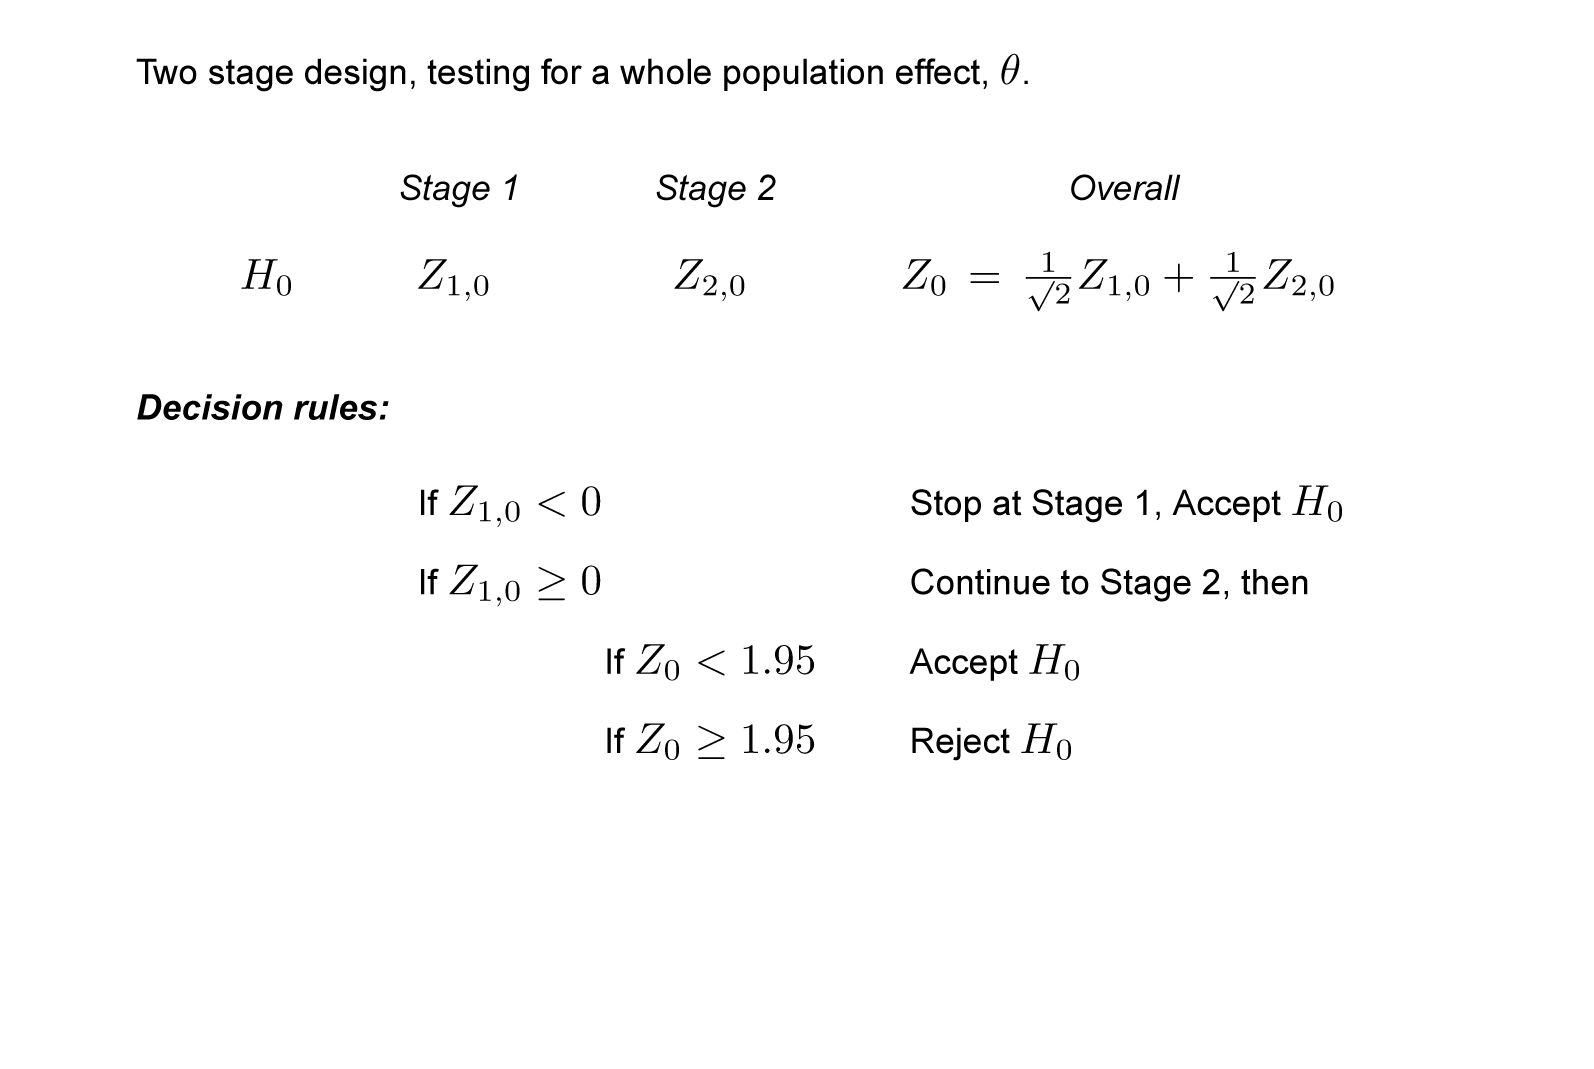 Two stage design, testing for a whole population effect, θ.
Stage 1 Stage 2 Overall
H₀ Z₁,₀ Z₂,₀ Z₀ = 1/√2 Z₁,₀ + 1/√2 Z₂,₀
Decision rules:
If Z₁,₀ < 0 Stop at Stage 1, Accept H₀
If Z₁,₀ ≥ 0 Continue to Stage 2, then
If Z₀ < 1.95 Accept H₀
If Z₀ ≥ 1.95 Reject H₀